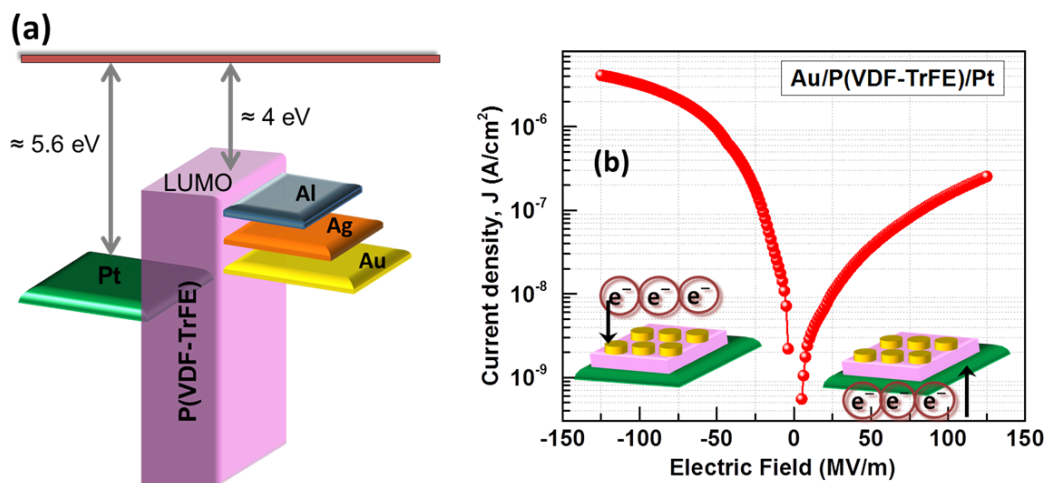 (a)
≈ 5.6 eV
≈ 4 eV
LUMO
Al
Ag
Au
Pt
P(VDF-TrFE)
Au/P(VDF-TrFE)/Pt
(b)
Current density, J (A/cm²)
10⁻⁶
10⁻⁷
10⁻⁸
10⁻⁹
e⁻ e⁻ e⁻
e⁻ e⁻ e⁻
-150 -100 -50 0 50 100 150
Electric Field (MV/m)